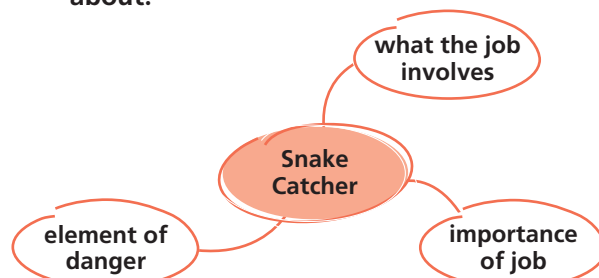 about.
what the job
involves
Snake
Catcher
element of
danger
importance
of job